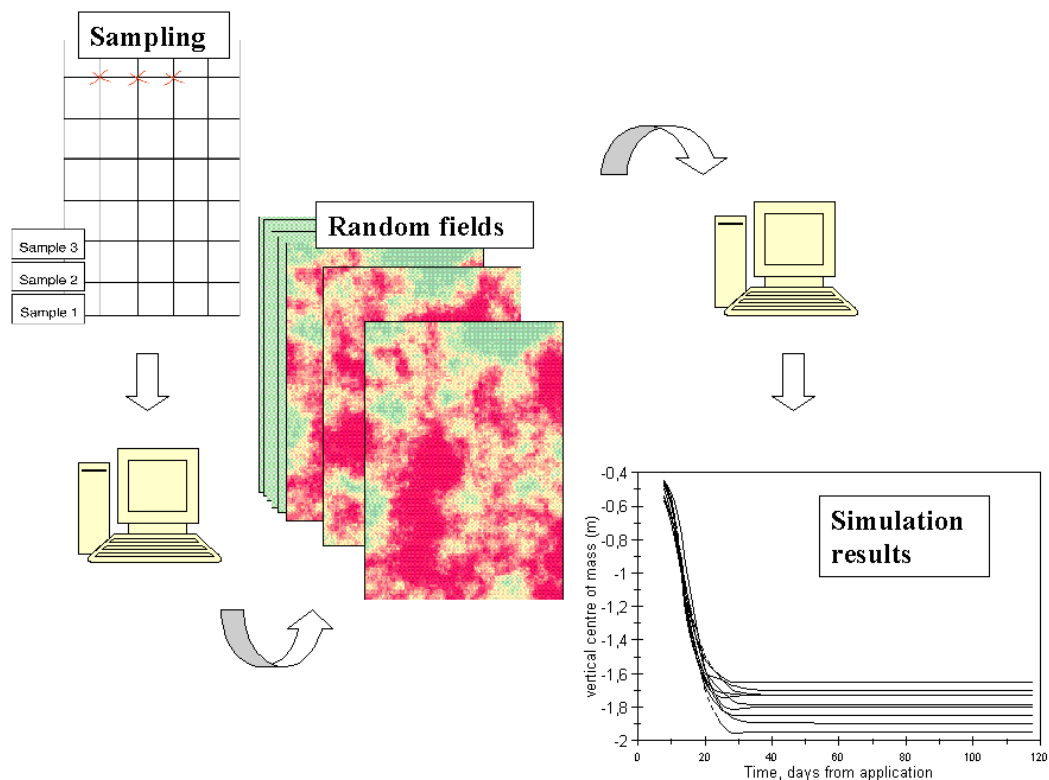 Sampling
Sample 3
Sample 2
Sample 1
Random fields
Simulation
results
vertical centre of mass (m)
-0,4
-0,6
-0,8
-1
-1,2
-1,4
-1,6
-1,8
-2
0 20 40 60 80 100 120
Time, days from application